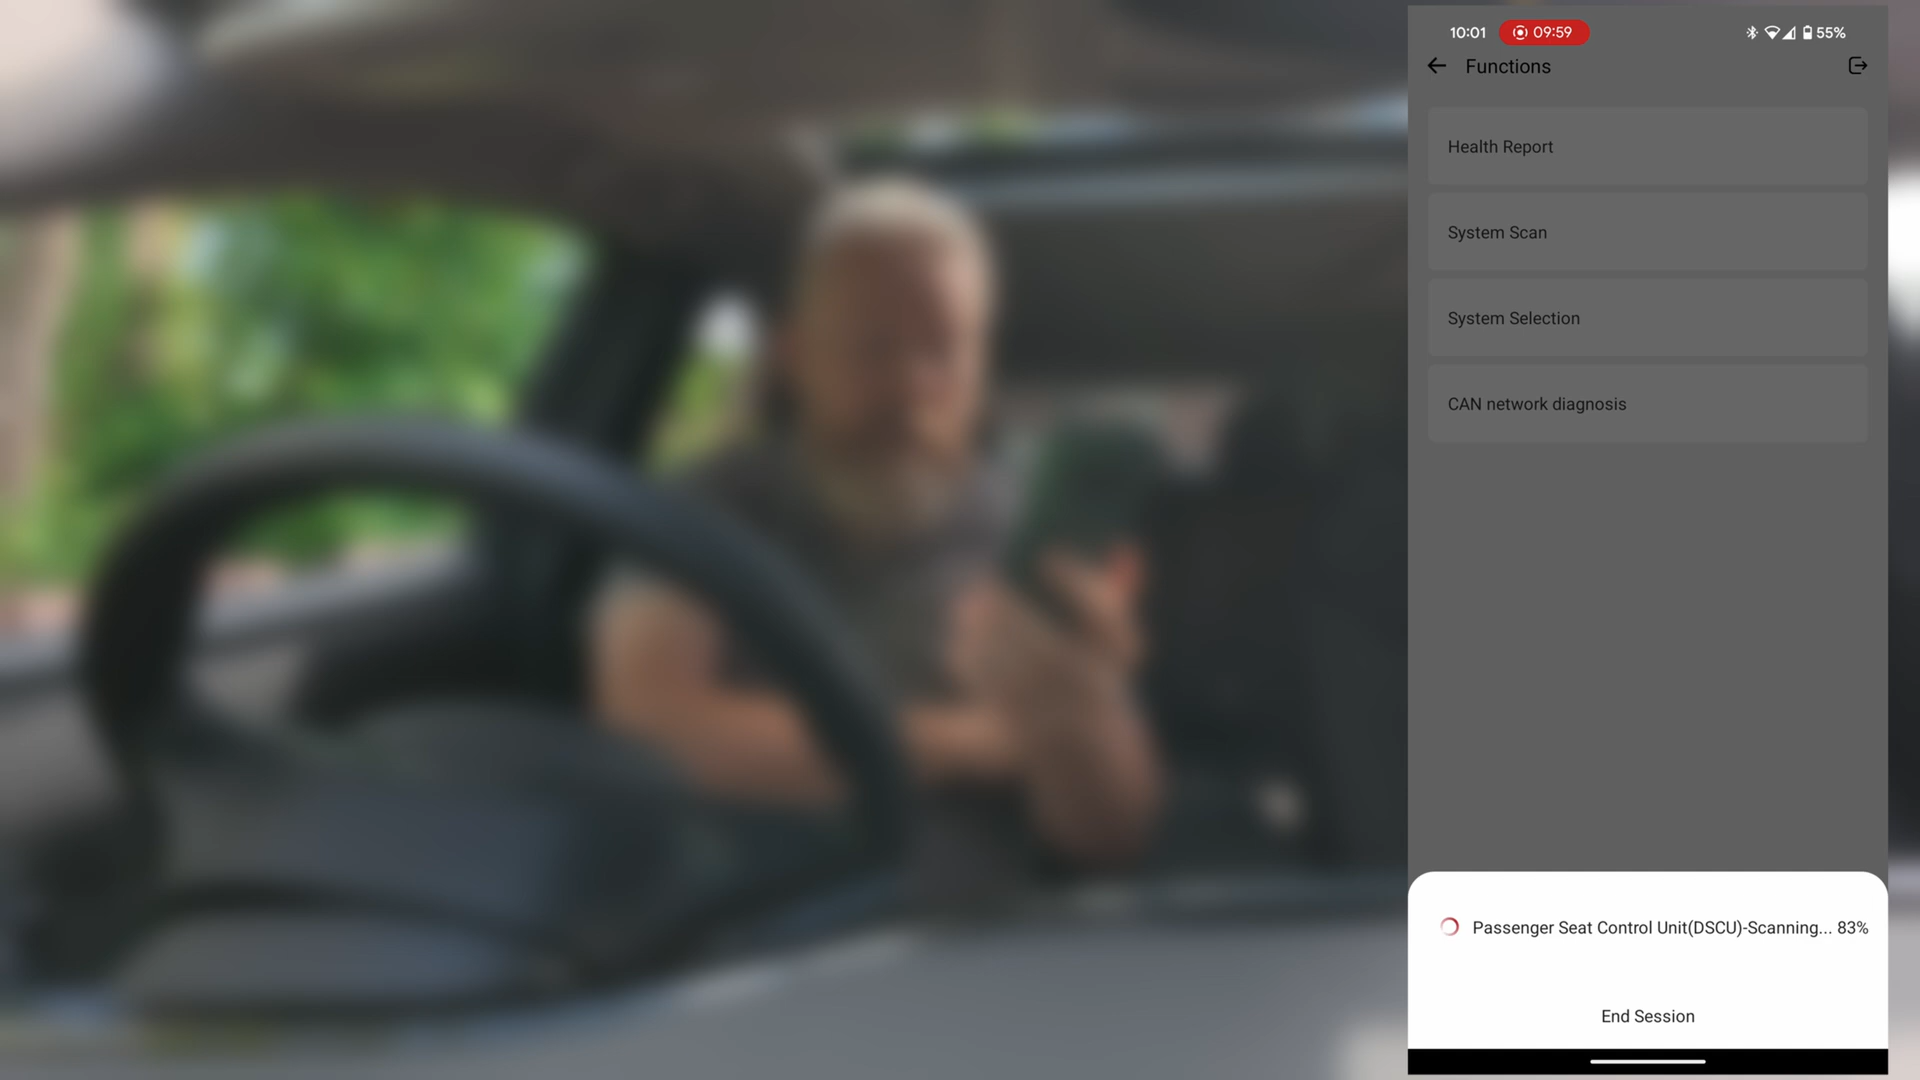 10:01 09:59 55%
Functions
Health Report
System Scan
System Selection
CAN network diagnosis
Passenger Seat Control Unit(DSCU)-Scanning... 83%
End Session